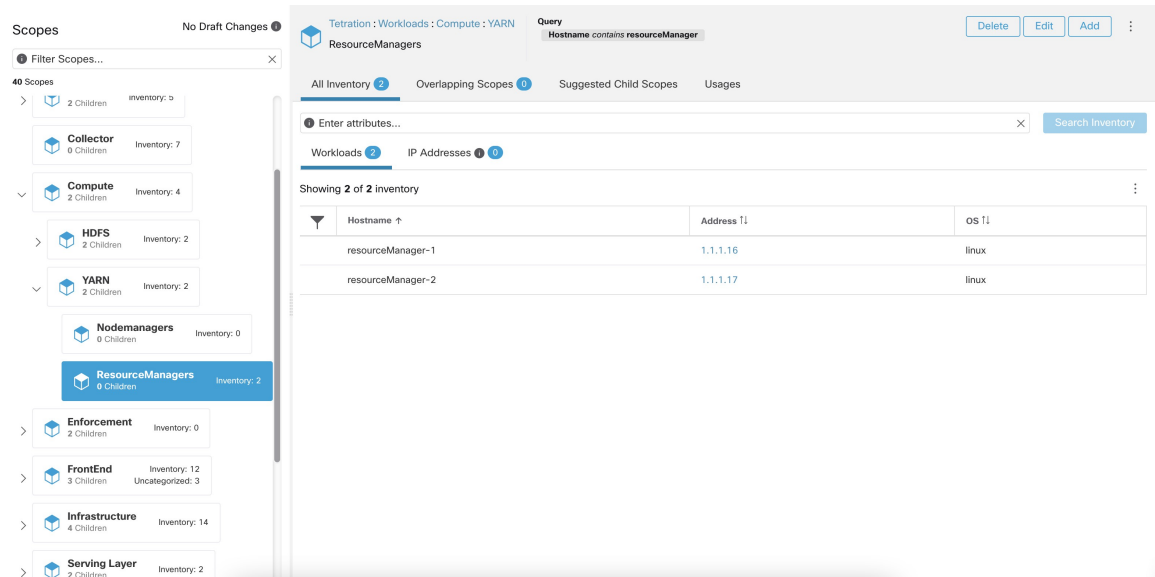 Scopes
No Draft Changes
Filter Scopes...
40 Scopes
2 Children
Inventory: 5
Collector
0 Children
Inventory: 7
Compute
2 Children
Inventory: 4
HDFS
2 Children
Inventory: 2
YARN
2 Children
Inventory: 2
Nodemanagers
0 Children
Inventory: 0
ResourceManagers
0 Children
Inventory: 2
Enforcement
2 Children
Inventory: 0
FrontEnd
3 Children
Inventory: 12
Uncategorized: 3
Infrastructure
4 Children
Inventory: 14
Serving Layer
2 Children
Inventory: 2
Tetration : Workloads : Compute : YARN
ResourceManagers
Query
Hostname contains resourceManager
Delete
Edit
Add
All Inventory 2
Overlapping Scopes 0
Suggested Child Scopes
Usages
Enter attributes...
Search Inventory
Workloads 2
IP Addresses 0
Showing 2 of 2 inventory
Hostname ↑ Address ↑↓ OS ↑↓
resourceManager-1 1.1.1.16 linux
resourceManager-2 1.1.1.17 linux